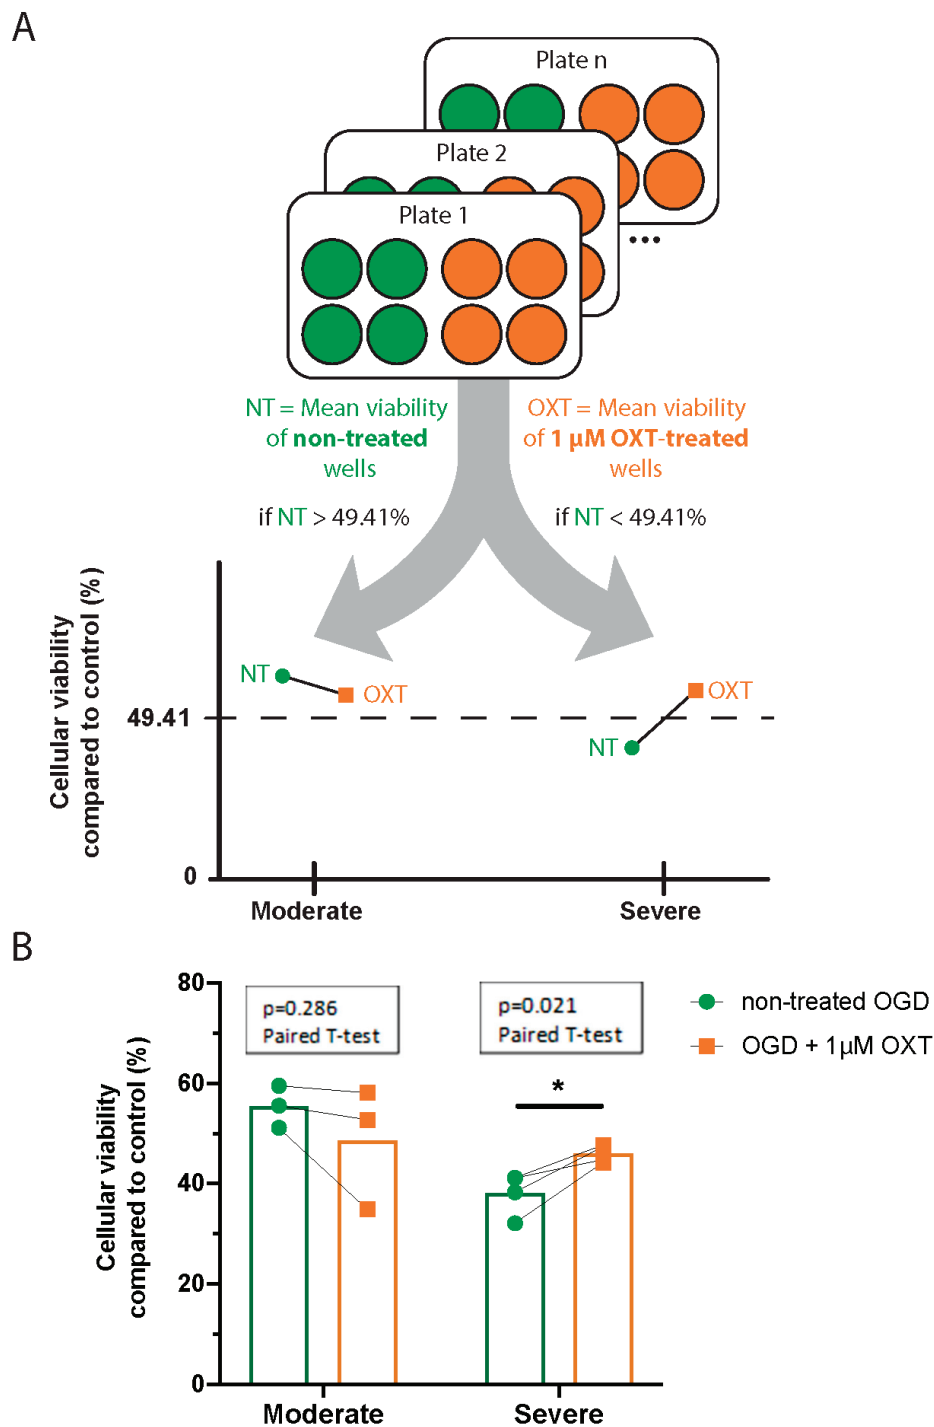 A
Plate n
Plate 2
Plate 1
...
NT = Mean viability
of non-treated
wells
OXT = Mean viability
of 1 µM OXT-treated
wells
if NT > 49.41%
if NT < 49.41%
Cellular viability
compared to control (%)
NT
OXT
OXT
49.41
NT
0
Moderate
Severe
B
80
60
40
20
0
Cellular viability
compared to control (%)
p=0.286
Paired T-test
p=0.021
Paired T-test
*
non-treated OGD
OGD + 1µM OXT
Moderate
Severe